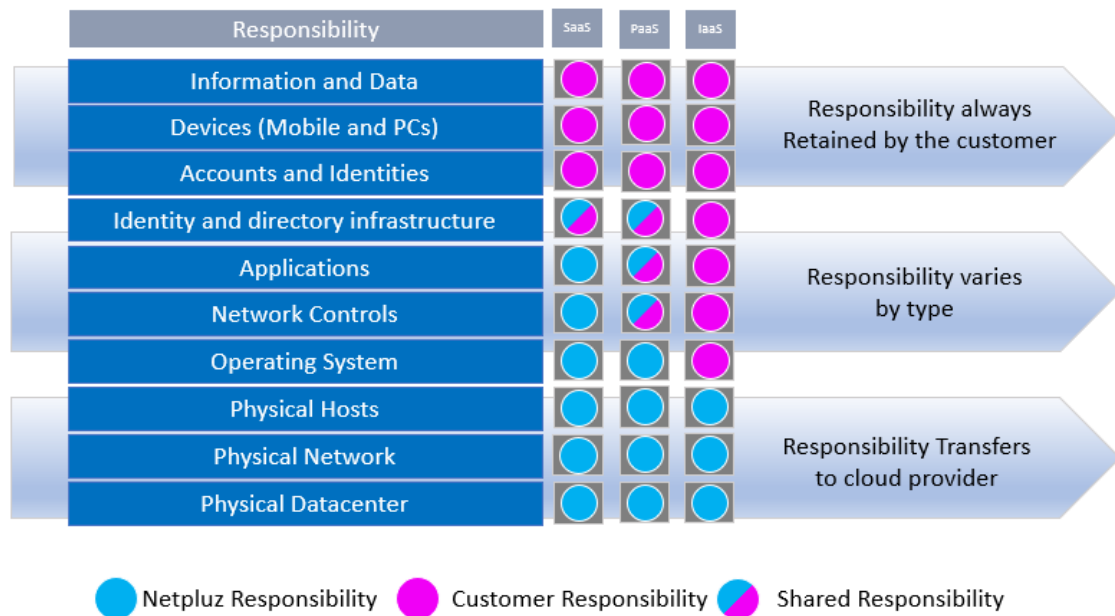 Responsibility SaaS PaaS IaaS
Information and Data
Devices (Mobile and PCs)
Accounts and Identities
Responsibility always
Retained by the customer
Identity and directory infrastructure
Applications
Network Controls
Operating System
Responsibility varies
by type
Physical Hosts
Physical Network
Physical Datacenter
Responsibility Transfers
to cloud provider
Netpluz Responsibility Customer Responsibility Shared Responsibility